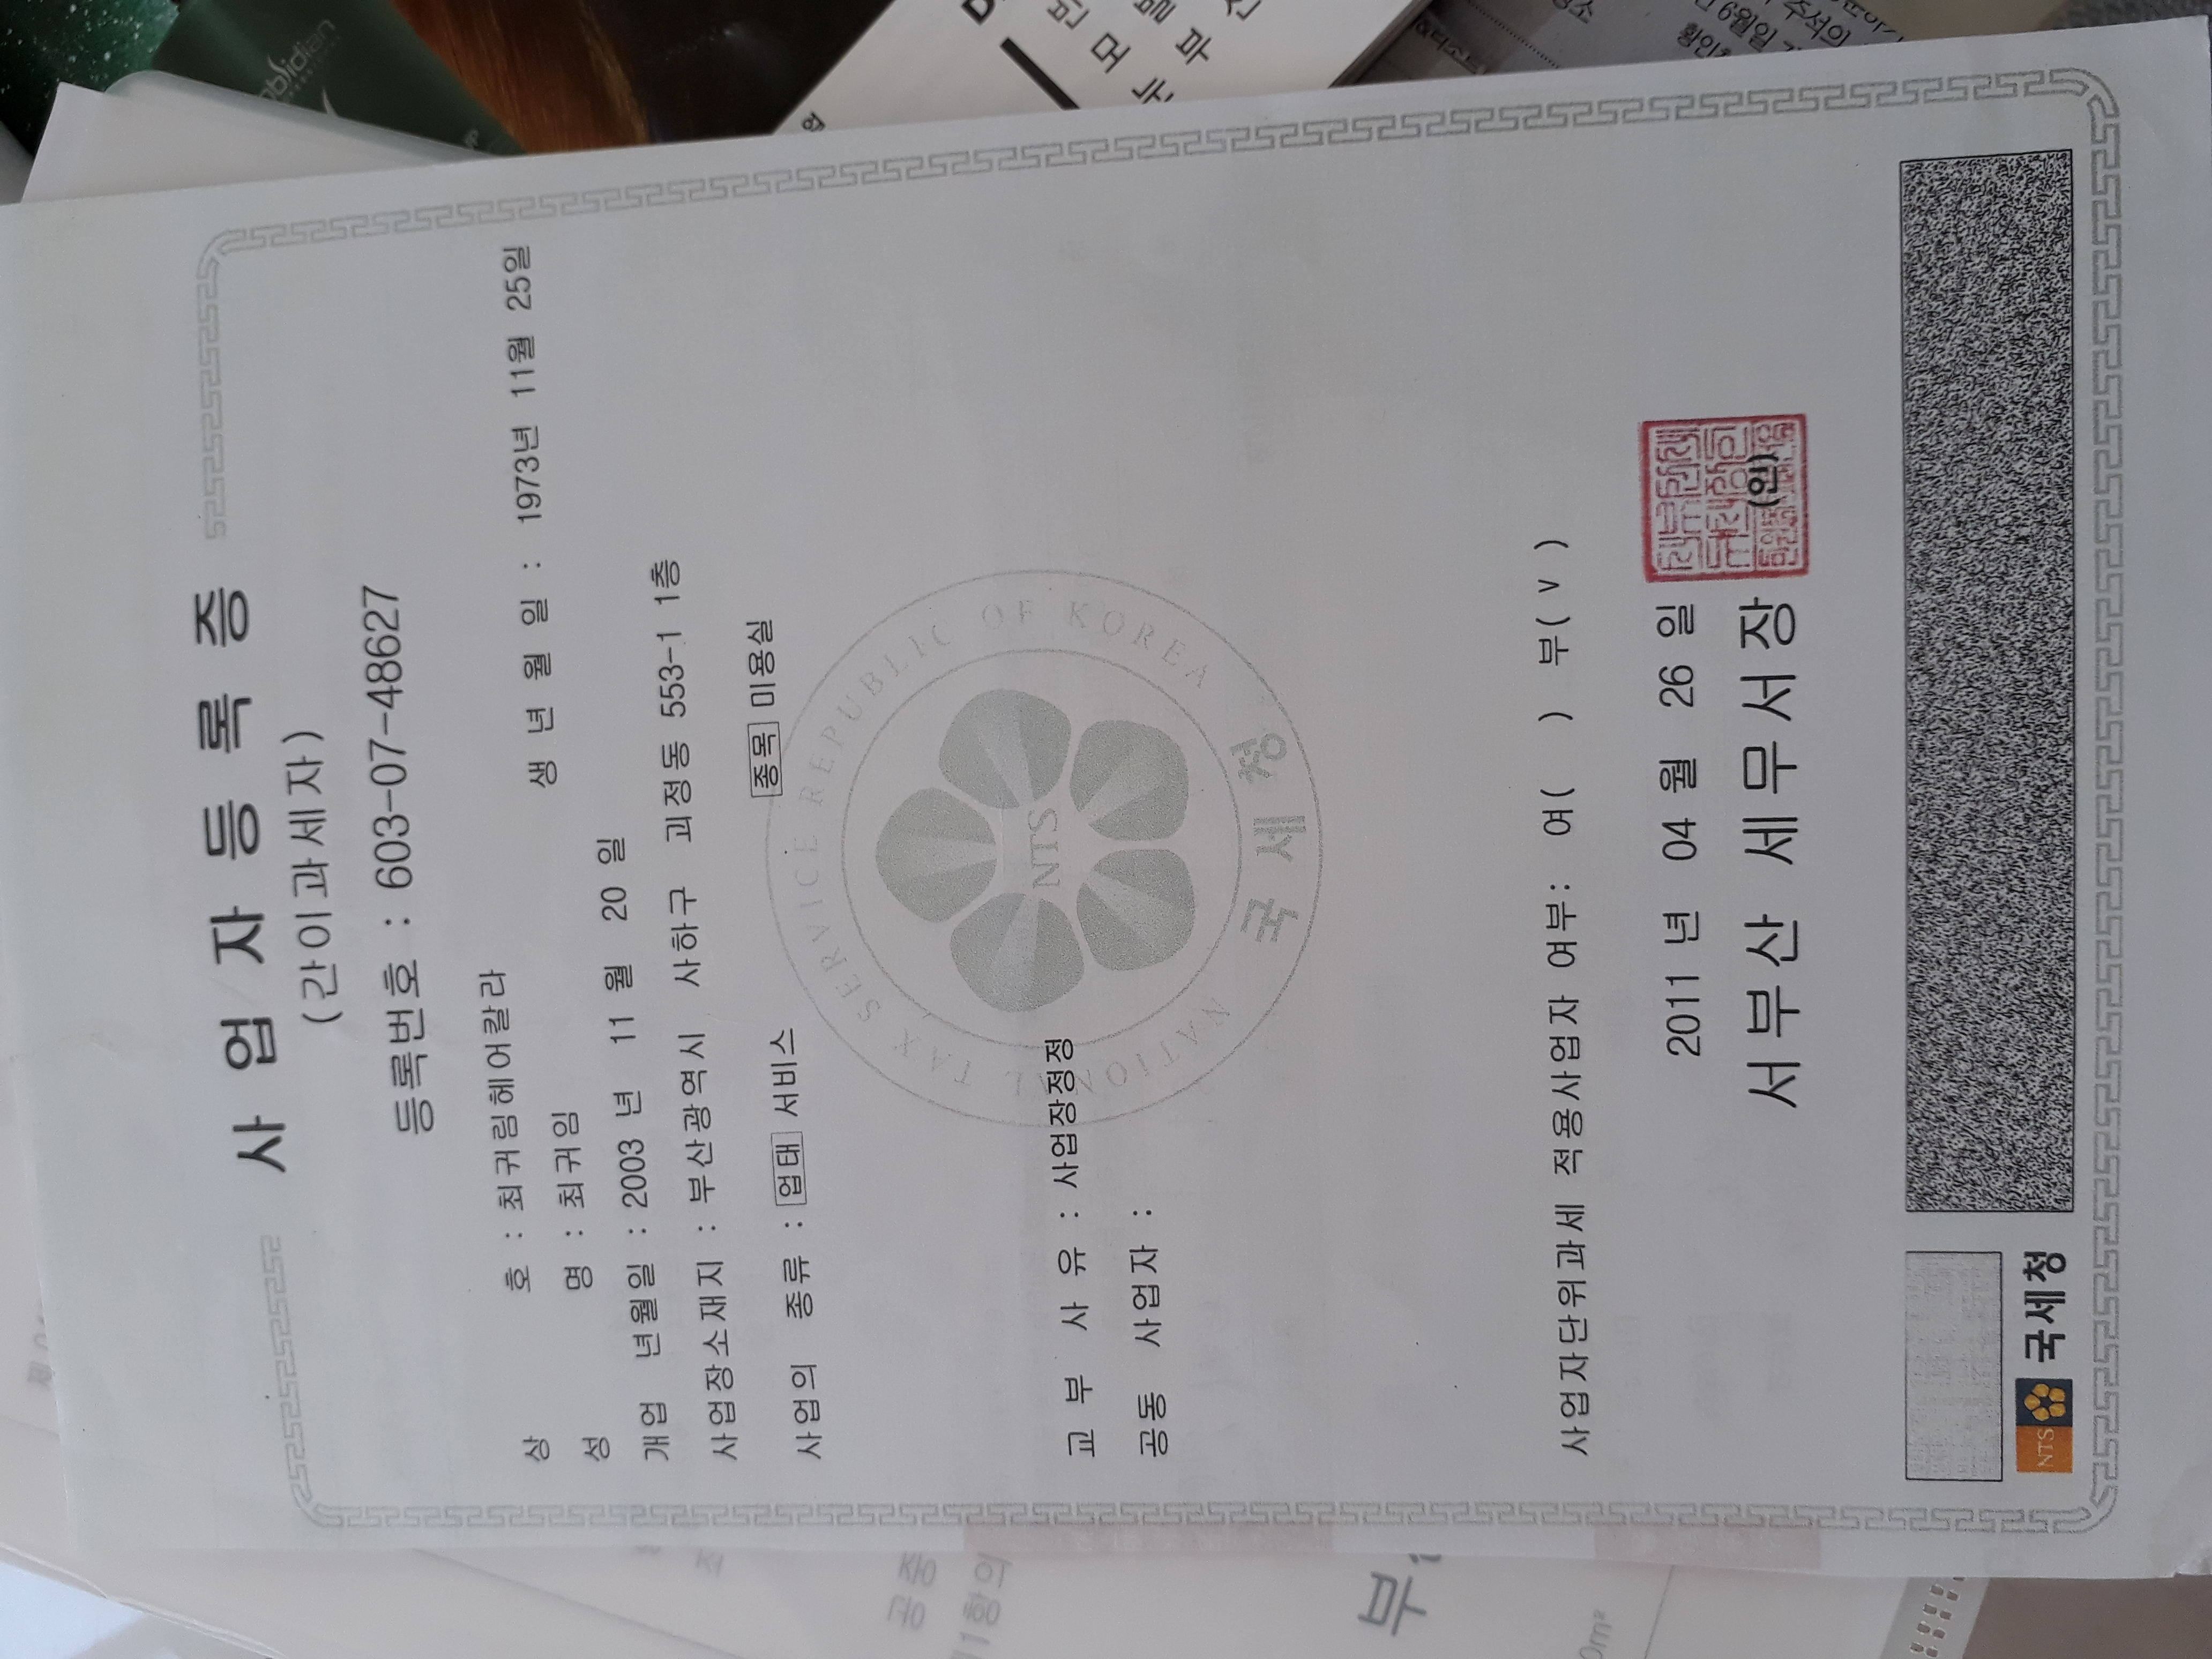 사 업 자 등 록 증
(간이과세자)
등록번호 : 603-07-48627
상 호 : 최귀림헤어칼라
성 명 : 최귀임 생 년 월 일 : 1973년 11월 25일
개업 년월일 : 2003 년 11 월 20 일
사업장소재지 : 부산광역시 사하구 괴정동 553-1 1층
사업의 종류 : 업태 서비스 종목 미용실
NATIONAL TAX SERVICE REPUBLIC OF KOREA
NTS
국세청
교 부 사 유 : 사업장정정
공동 사업자 :
사업자단위과세 적용사업자 여부: 여( ) 부( v )
2011 년 04 월 26 일
서부산 세무서장 (인)
NTS 국세청
obsidian
공중
1항의